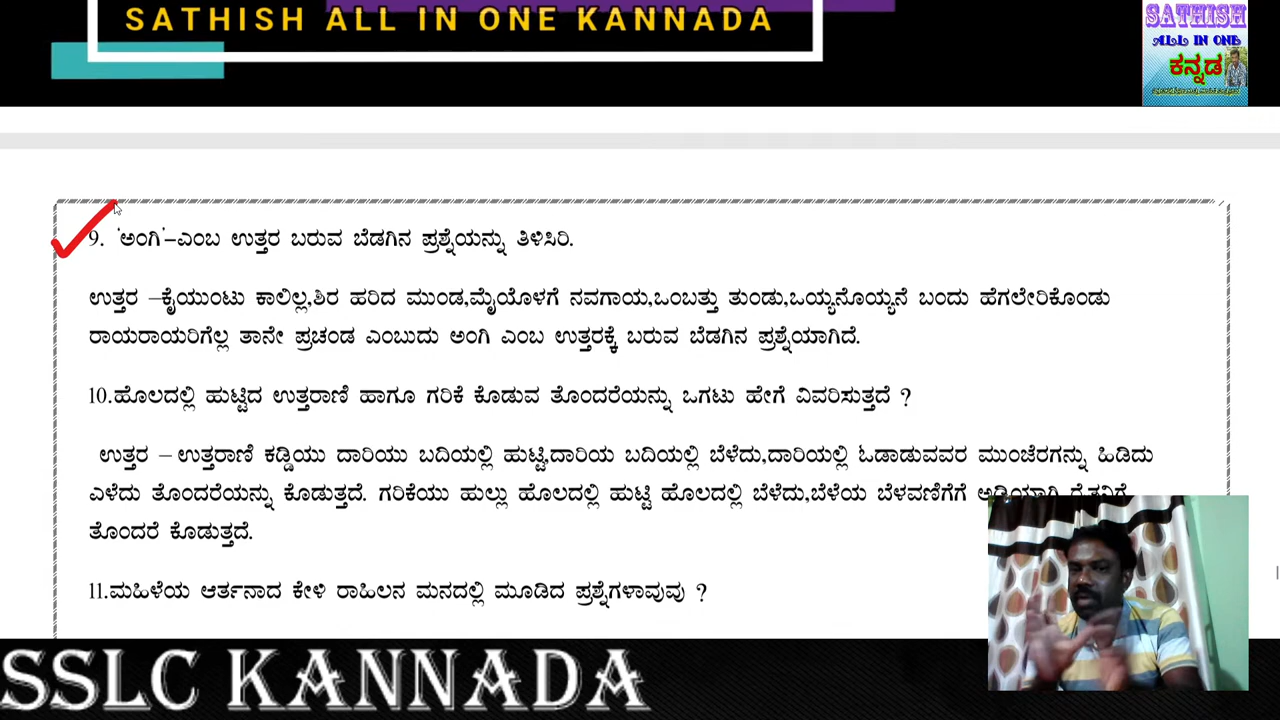 SATHISH ALL IN ONE KANNADA
SATHISH
ALL IN ONE
ಕನ್ನಡ
9. 'ಅಂಗಿ'–ಎಂಬ ಉತ್ತರ ಬರುವ ಬೆಡಗಿನ ಪ್ರಶ್ನೆಯನ್ನು ತಿಳಿಸಿರಿ.
ಉತ್ತರ –ಕೈಯುಂಟು ಕಾಲಿಲ್ಲ,ಶಿರ ಹರಿದ ಮುಂಡ,ಮೈಯೊಳಗೆ ನವಗಾಯ,ಒಂಬತ್ತು ತುಂಡು,ಒಯ್ಯನೊಯ್ಯನೆ ಬಂದು ಹೆಗಲೇರಿಕೊಂಡು
ರಾಯರಾಯರಿಗೆಲ್ಲ ತಾನೇ ಪ್ರಚಂಡ ಎಂಬುದು ಅಂಗಿ ಎಂಬ ಉತ್ತರಕ್ಕೆ ಬರುವ ಬೆಡಗಿನ ಪ್ರಶ್ನೆಯಾಗಿದೆ.
10.ಹೊಲದಲ್ಲಿ ಹುಟ್ಟಿದ ಉತ್ತರಾಣಿ ಹಾಗೂ ಗರಿಕೆ ಕೊಡುವ ತೊಂದರೆಯನ್ನು ಒಗಟು ಹೇಗೆ ವಿವರಿಸುತ್ತದೆ ?
ಉತ್ತರ – ಉತ್ತರಾಣಿ ಕಡ್ಡಿಯು ದಾರಿಯು ಬದಿಯಲ್ಲಿ ಹುಟ್ಟಿ,ದಾರಿಯ ಬದಿಯಲ್ಲಿ ಬೆಳೆದು,ದಾರಿಯಲ್ಲಿ ಓಡಾಡುವವರ ಮುಂಜೆರಗನ್ನು ಹಿಡಿದು
ಎಳೆದು ತೊಂದರೆಯನ್ನು ಕೊಡುತ್ತದೆ. ಗರಿಕೆಯು ಹುಲ್ಲು ಹೊಲದಲ್ಲಿ ಹುಟ್ಟಿ ಹೊಲದಲ್ಲಿ ಬೆಳೆದು,ಬೆಳೆಯ ಬೆಳವಣಿಗೆಗೆ ಅಡ್ಡಿಯಾಗಿ ರೈತನಿಗೆ
ತೊಂದರೆ ಕೊಡುತ್ತದೆ.
11.ಮಹಿಳೆಯ ಆರ್ತನಾದ ಕೇಳಿ ರಾಹಿಲನ ಮನದಲ್ಲಿ ಮೂಡಿದ ಪ್ರಶ್ನೆಗಳಾವುವು ?
SSLC KANNADA